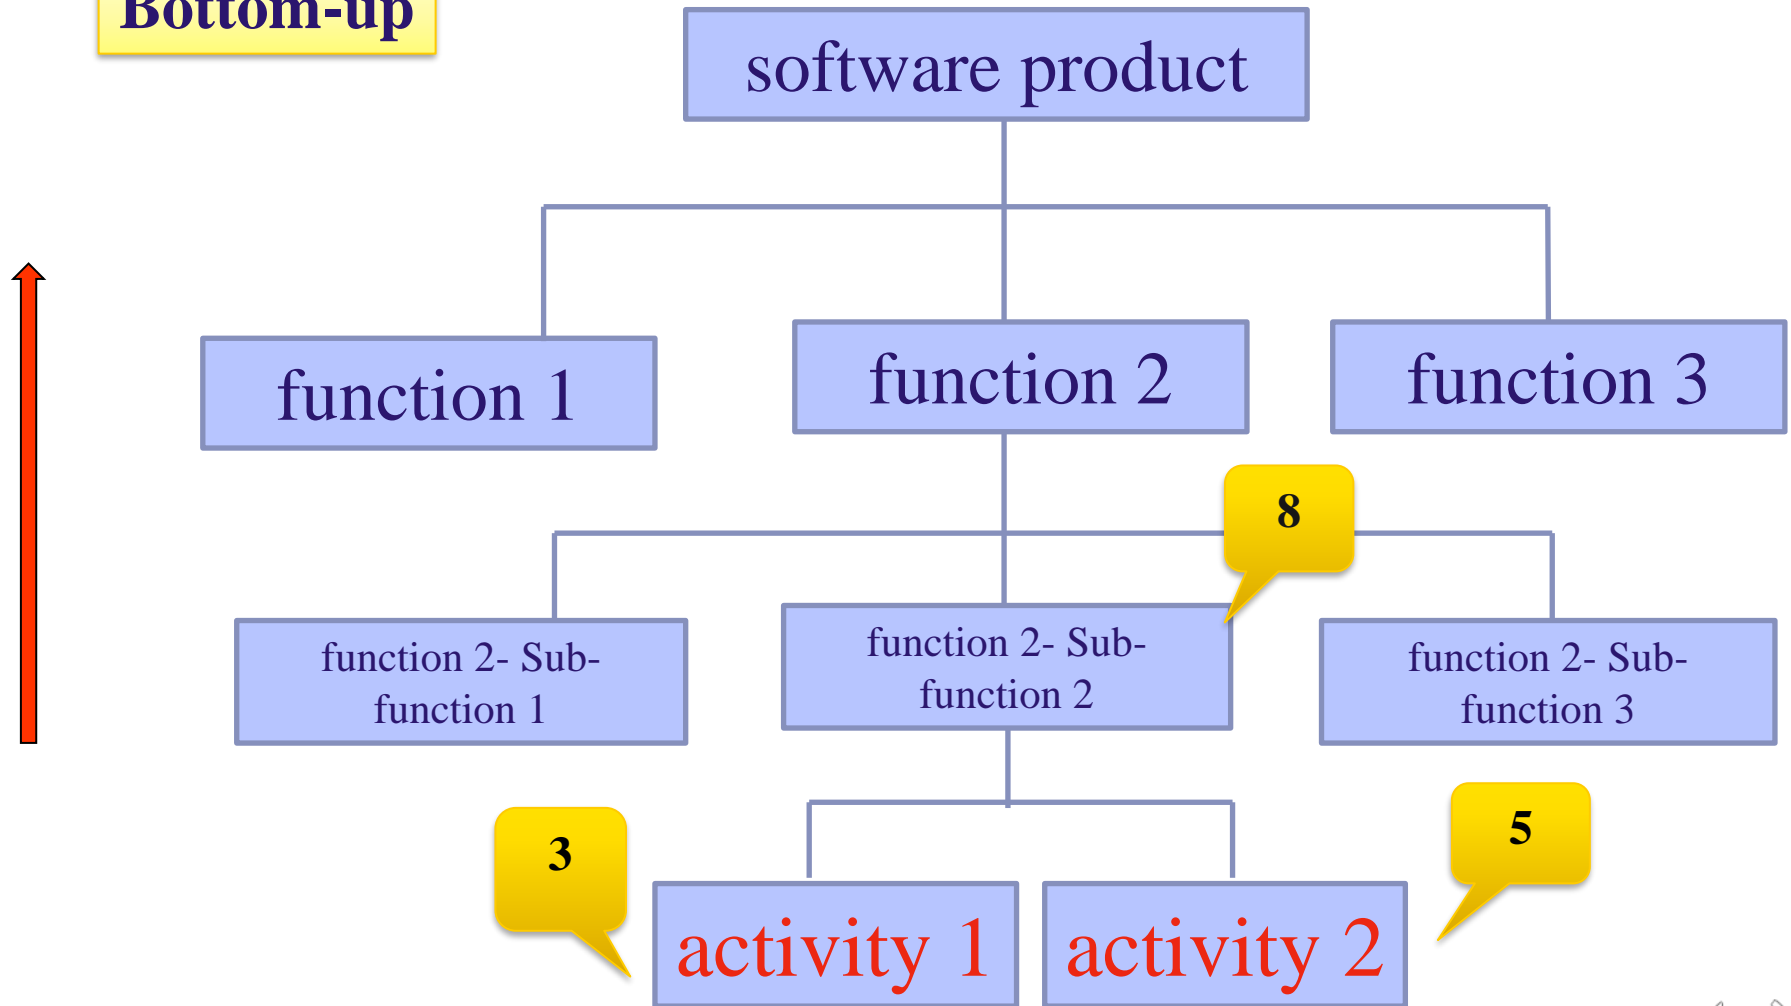 Bottom-up
software product
function 1
function 2
function 3
8
function 2- Sub-
function 1
function 2- Sub-
function 2
function 2- Sub-
function 3
3
5
activity 1
activity 2